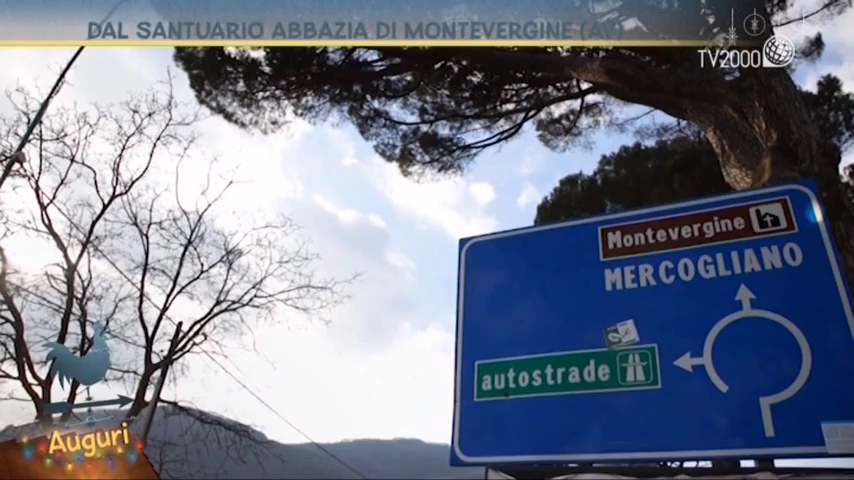 DAL SANTUARIO ABBAZIA DI MONTEVERGINE (AV)
TV2000
Montevergine
MERCOGLIANO
autostrade
Auguri